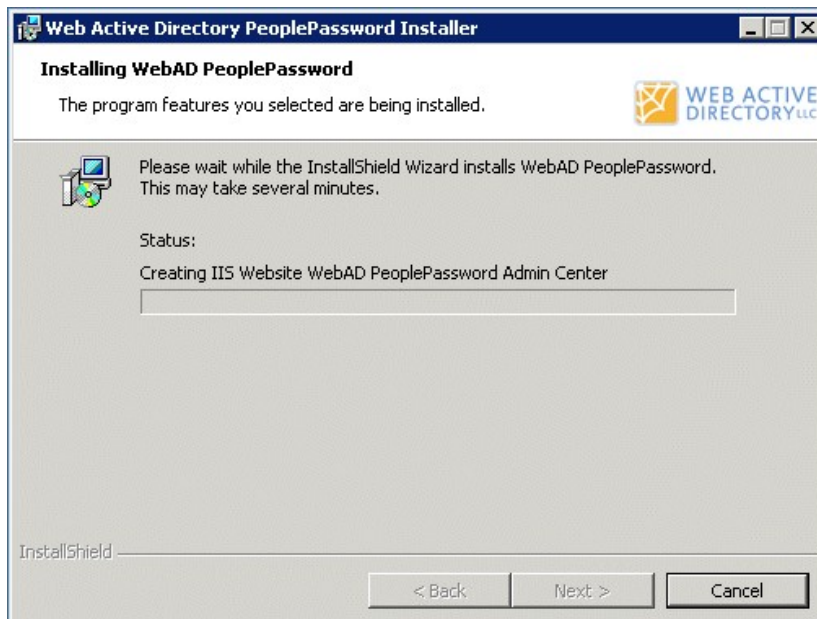 Web Active Directory PeoplePassword Installer
Installing WebAD PeoplePassword
The program features you selected are being installed.
WEB ACTIVE
DIRECTORY LLC
Please wait while the InstallShield Wizard installs WebAD PeoplePassword.
This may take several minutes.
Status:
Creating IIS Website WebAD PeoplePassword Admin Center
InstallShield
< Back
Next >
Cancel